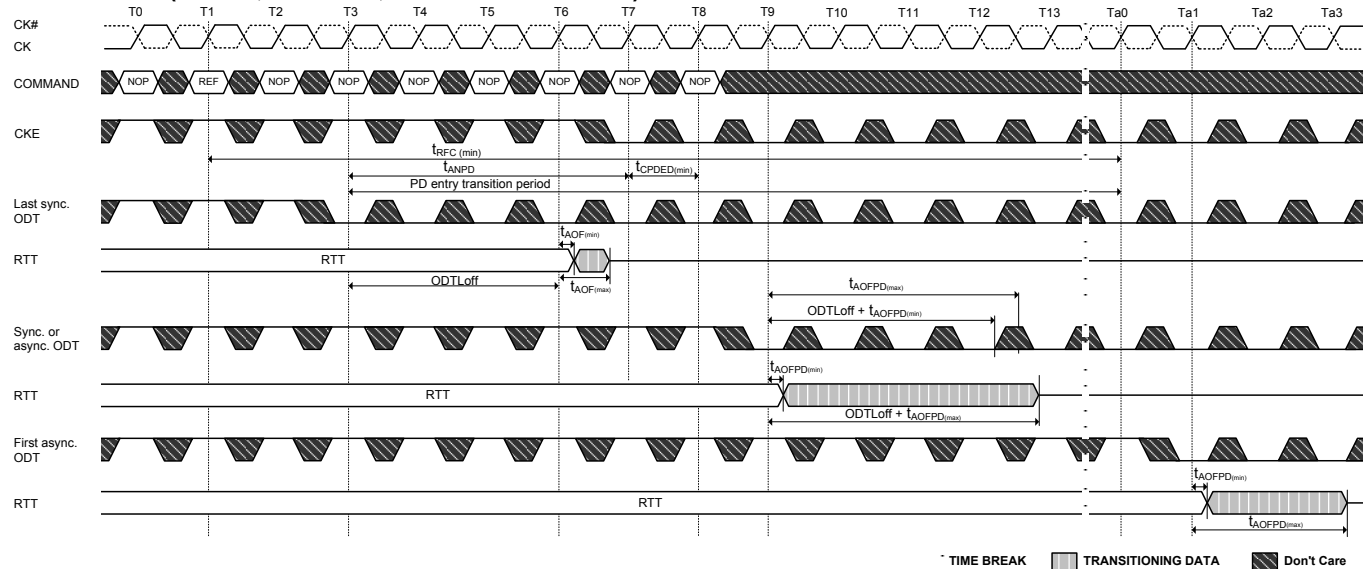 T0 T1 T2 T3 T4 T5 T6 T7 T8 T9 T10 T11 T12 T13 Ta0 Ta1 Ta2 Ta3
CK#
CK
COMMAND
NOP REF NOP NOP NOP NOP NOP NOP NOP
CKE
tRFC (min)
tANPD
tCPDED(min)
PD entry transition period
Last sync.
ODT
tAOF(min)
RTT
RTT
ODTLoff
tAOF(max)
tAOFPD(max)
ODTLoff + tAOFPD(min)
Sync. or
async. ODT
tAOFPD(min)
RTT
RTT
ODTLoff + tAOFPD(max)
First async.
ODT
tAOFPD(min)
RTT
RTT
tAOFPD(max)
TIME BREAK TRANSITIONING DATA Don't Care